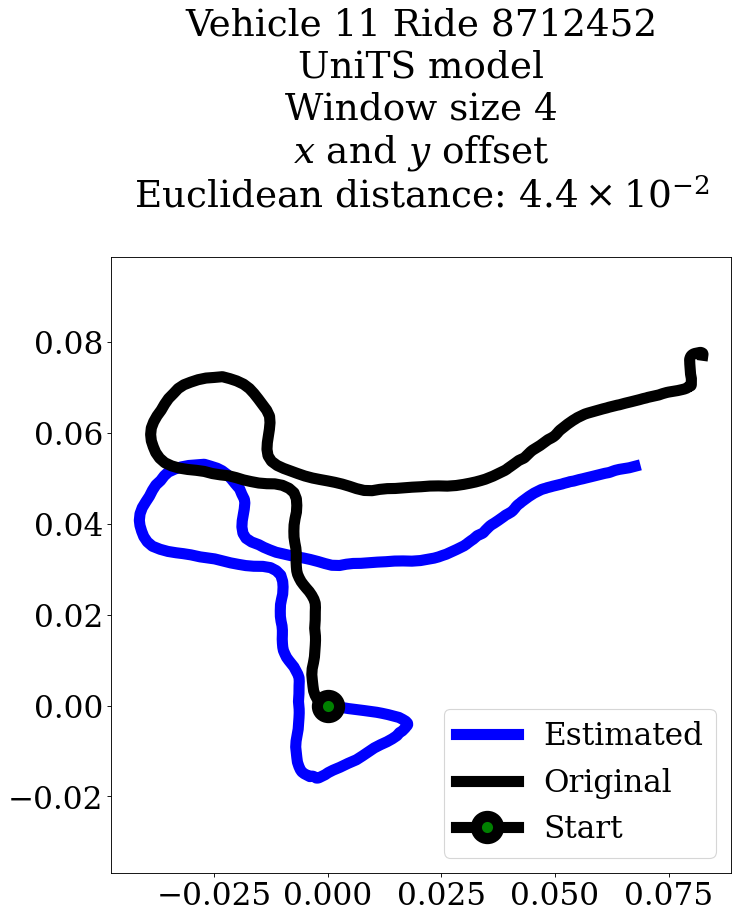 Vehicle 11 Ride 8712452
UniTS model
Window size 4
x and y offset
Euclidean distance: 4.4 × 10⁻²
0.08
0.06
0.04
0.02
0.00
−0.02
Estimated
Original
Start
−0.025 0.000 0.025 0.050 0.075